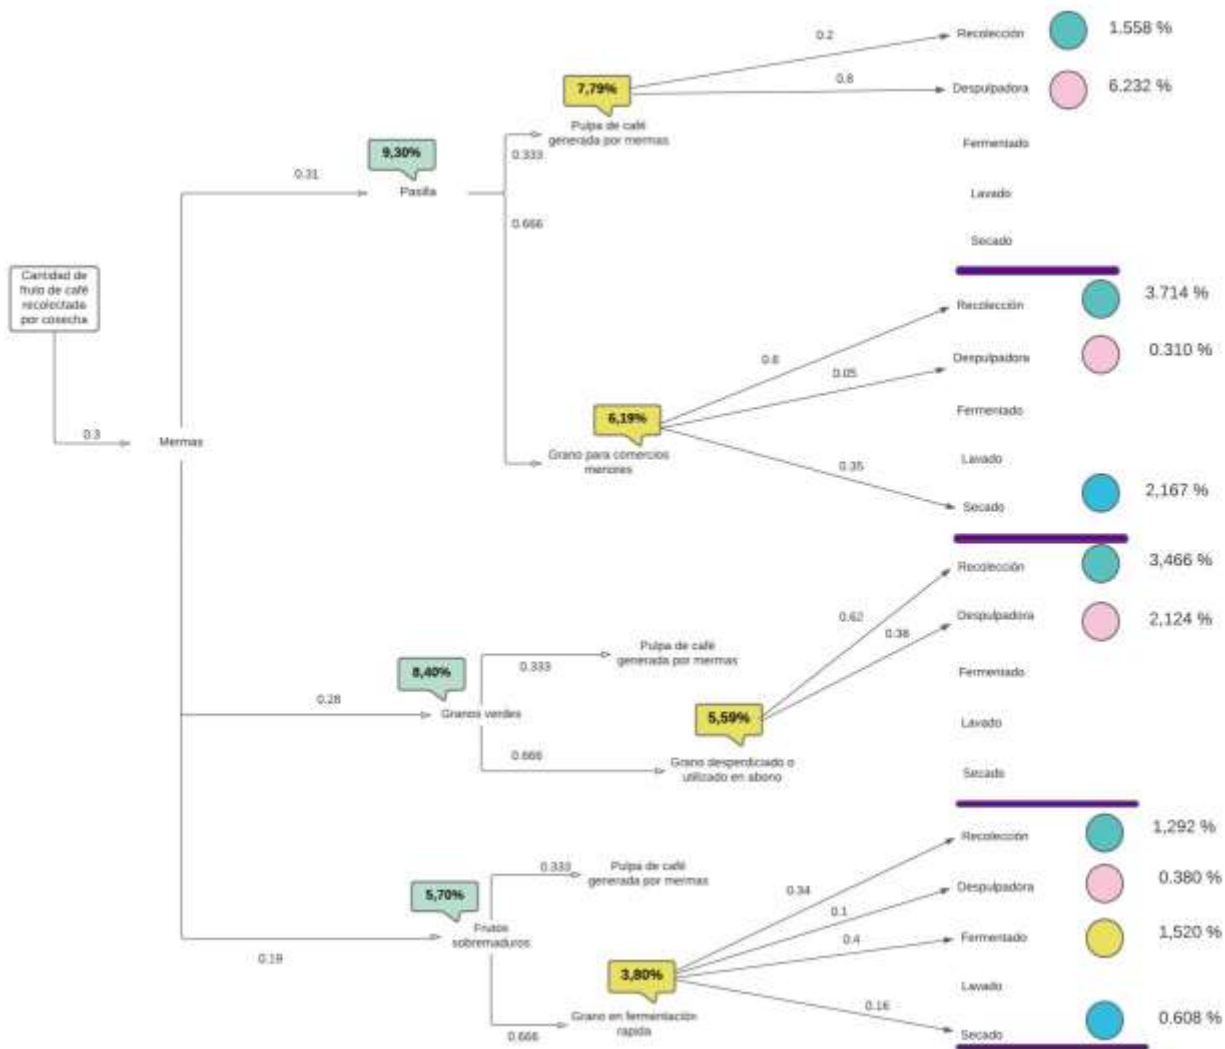 Cantidad de
fruto de café
recolectada
por cosecha
0.3
Mermas
0.31
9,30%
Pasilla
0.333
0.666
7,79%
Pulpa de café
generada por mermas
0.2
0.8
Recolección
1.558 %
Despulpadora
6.232 %
Fermentado
Lavado
Secado
6,19%
Grano para comercios
menores
0.6
0.05
0.35
Recolección
3.714 %
Despulpadora
0.310 %
Fermentado
Lavado
Secado
2,167 %
0.28
8,40%
Granos verdes
0.333
Pulpa de café
generada por mermas
0.666
5,59%
Grano desperdiciado o
utilizado en abono
0.62
0.38
Recolección
3,466 %
Despulpadora
2,124 %
Fermentado
Lavado
Secado
0.19
5,70%
Frutos
sobremaduros
0.333
Pulpa de café
generada por mermas
0.666
3,80%
Grano en fermentación
rapida
0.34
0.1
0.4
0.16
Recolección
1,292 %
Despulpadora
0.380 %
Fermentado
1,520 %
Lavado
Secado
0.608 %